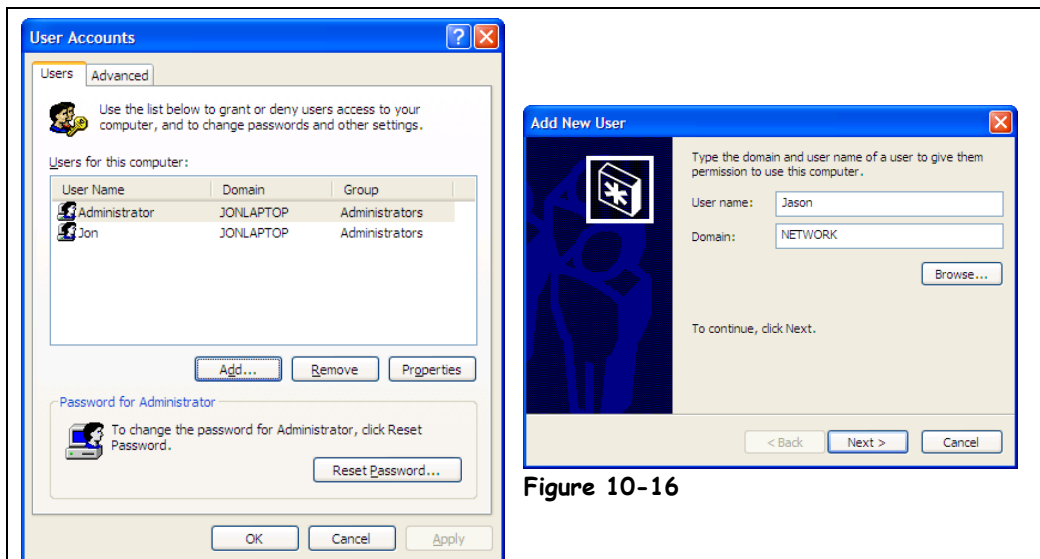 User Accounts
Users
Advanced
Use the list below to grant or deny users access to your
computer, and to change passwords and other settings.
Users for this computer:
User Name Domain Group
Administrator JONLAPTOP Administrators
Jon JONLAPTOP Administrators
Add... Remove Properties
Password for Administrator
To change the password for Administrator, click Reset
Password.
Reset Password...
OK Cancel Apply
Add New User
Type the domain and user name of a user to give them
permission to use this computer.
User name: Jason
Domain: NETWORK
Browse...
To continue, click Next.
< Back Next > Cancel
Figure 10-16